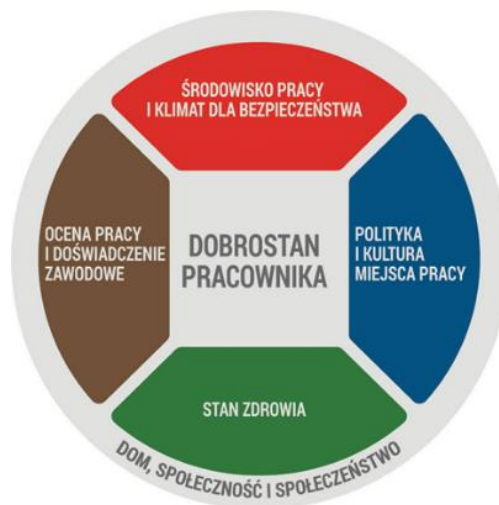 ŚRODOWISKO PRACY
I KLIMAT DLA BEZPIECZEŃSTWA
OCENA PRACY
I DOŚWIADCZENIE
ZAWODOWE
DOBROSTAN
PRACOWNIKA
POLITYKA
I KULTURA
MIEJSCA PRACY
STAN ZDROWIA
DOM, SPOŁECZNOŚĆ I SPOŁECZEŃSTWO